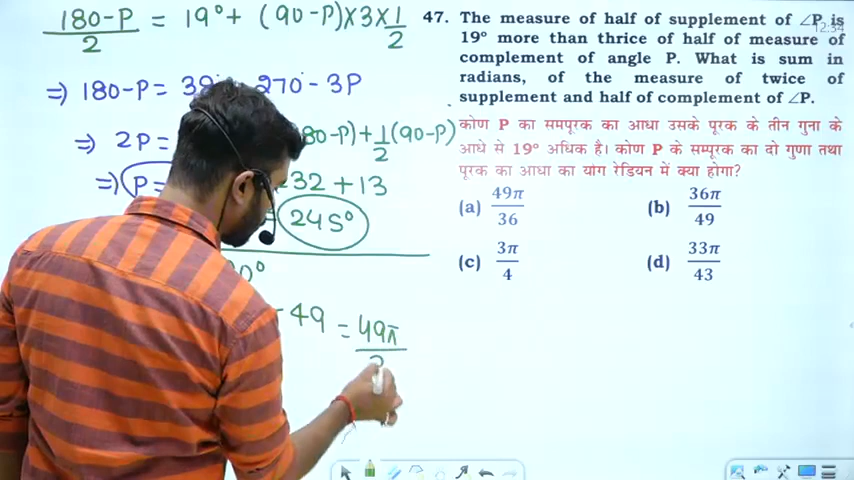 180-P/2 = 19° + (90-P)×3×1/2
⇒ 180-P = 38° 270 - 3P
⇒ 2P = 80-P)+1/2(90-P)
⇒ P = 32 + 13
245°
0°
49 = 49π
47. The measure of half of supplement of ∠P is
19° more than thrice of half of measure of
complement of angle P. What is sum in
radians, of the measure of twice of
supplement and half of complement of ∠P.
कोण P का समपूरक का आधा उसके पूरक के तीन गुना के
आधे से 19° अधिक है। कोण P के सम्पूरक का दो गुणा तथा
पूरक का आधा का योग रेडियन में क्या होगा?
(a) 49π/36 (b) 36π/49
(c) 3π/4 (d) 33π/43